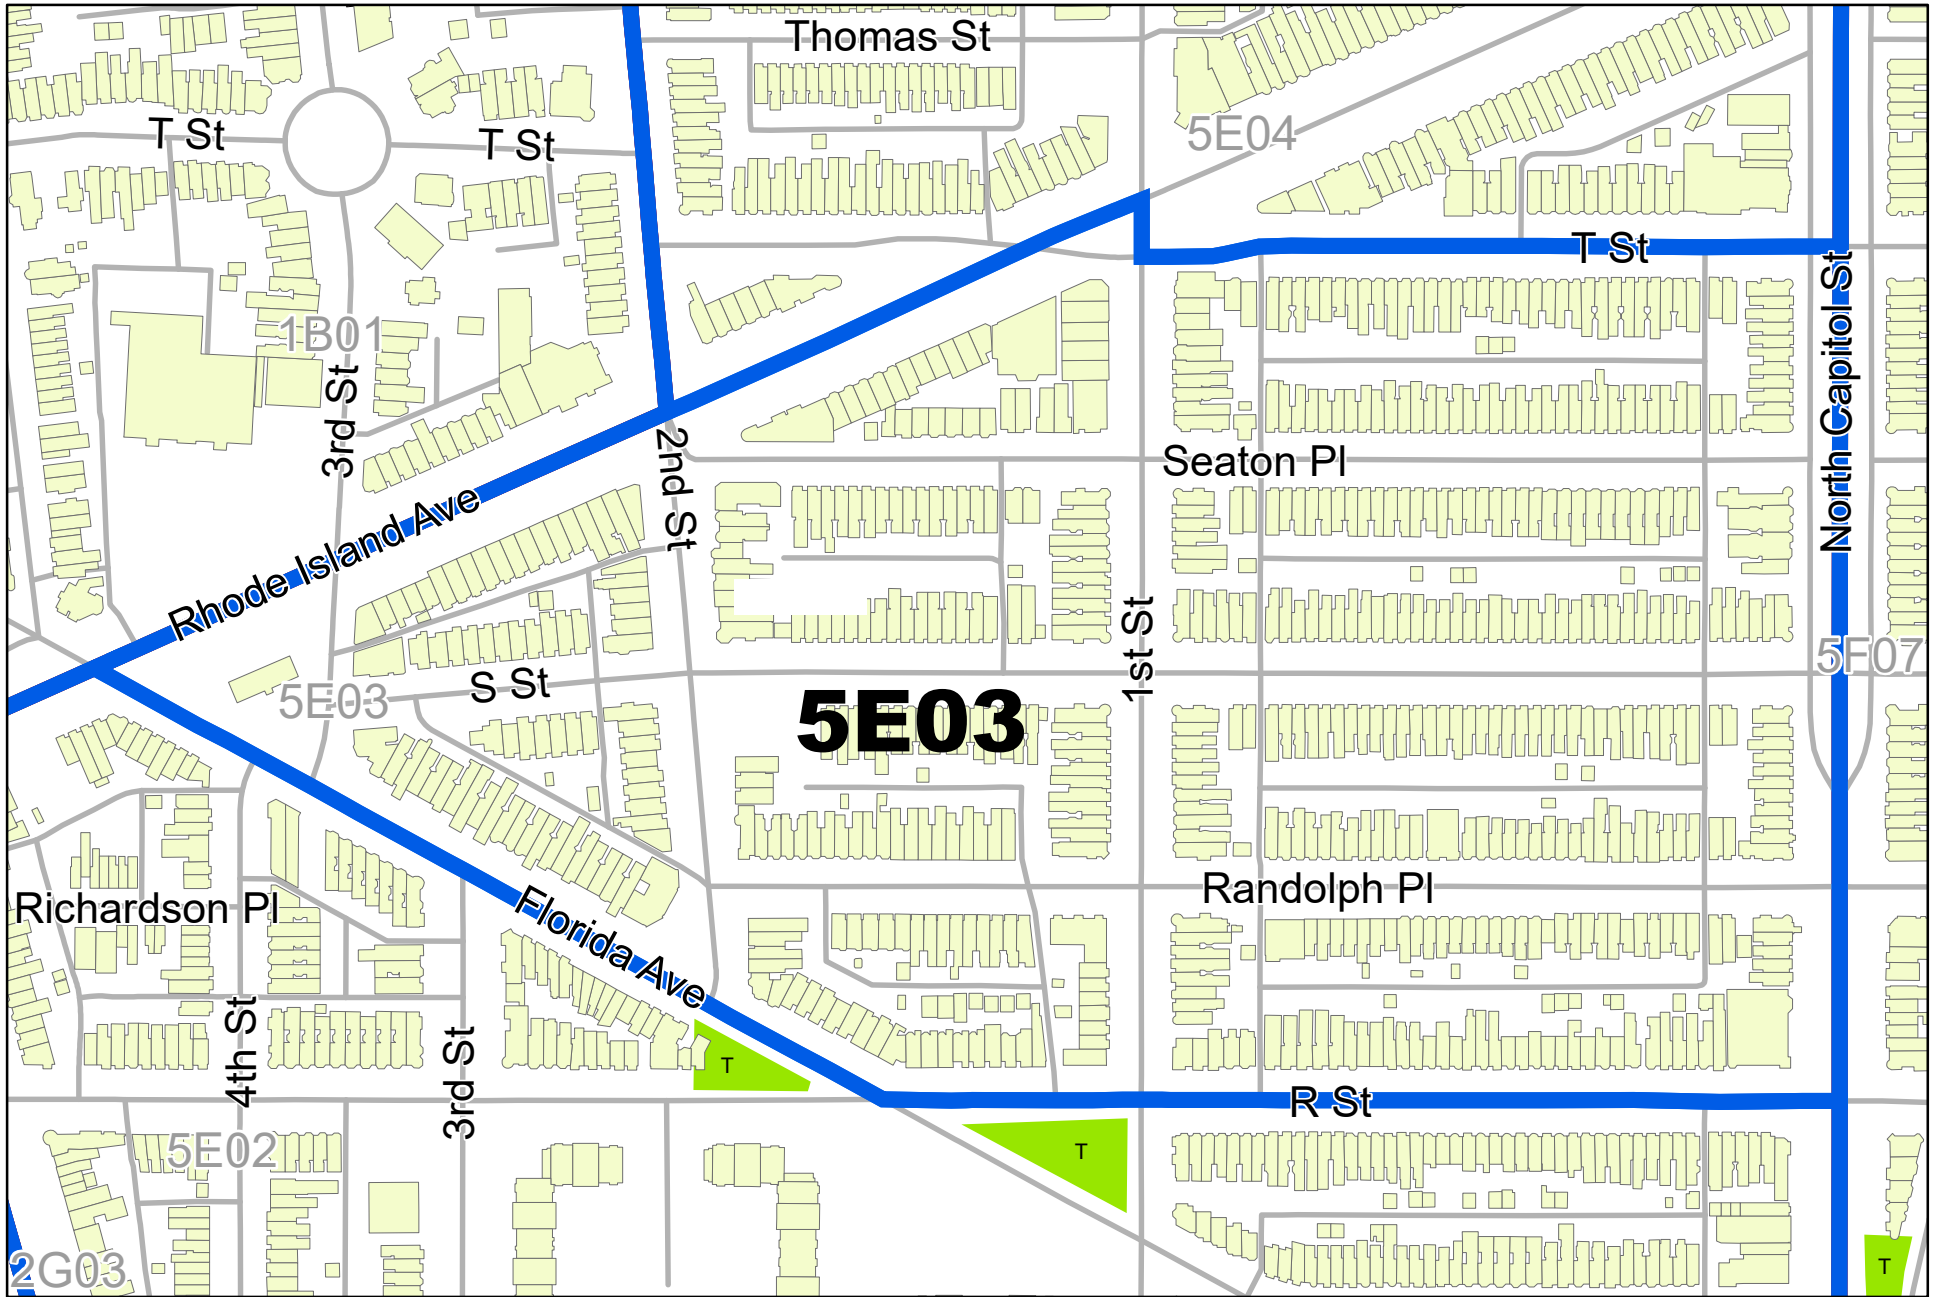 Thomas St
T St
T St
5E04
T St
North Capitol St
1B01
3rd St
2nd St
Seaton Pl
Rhode Island Ave
1st St
5F07
S St
5E03
5E03
Randolph Pl
Richardson Pl
Florida Ave
4th St
3rd St
T
R St
T
5E02
2G03
T